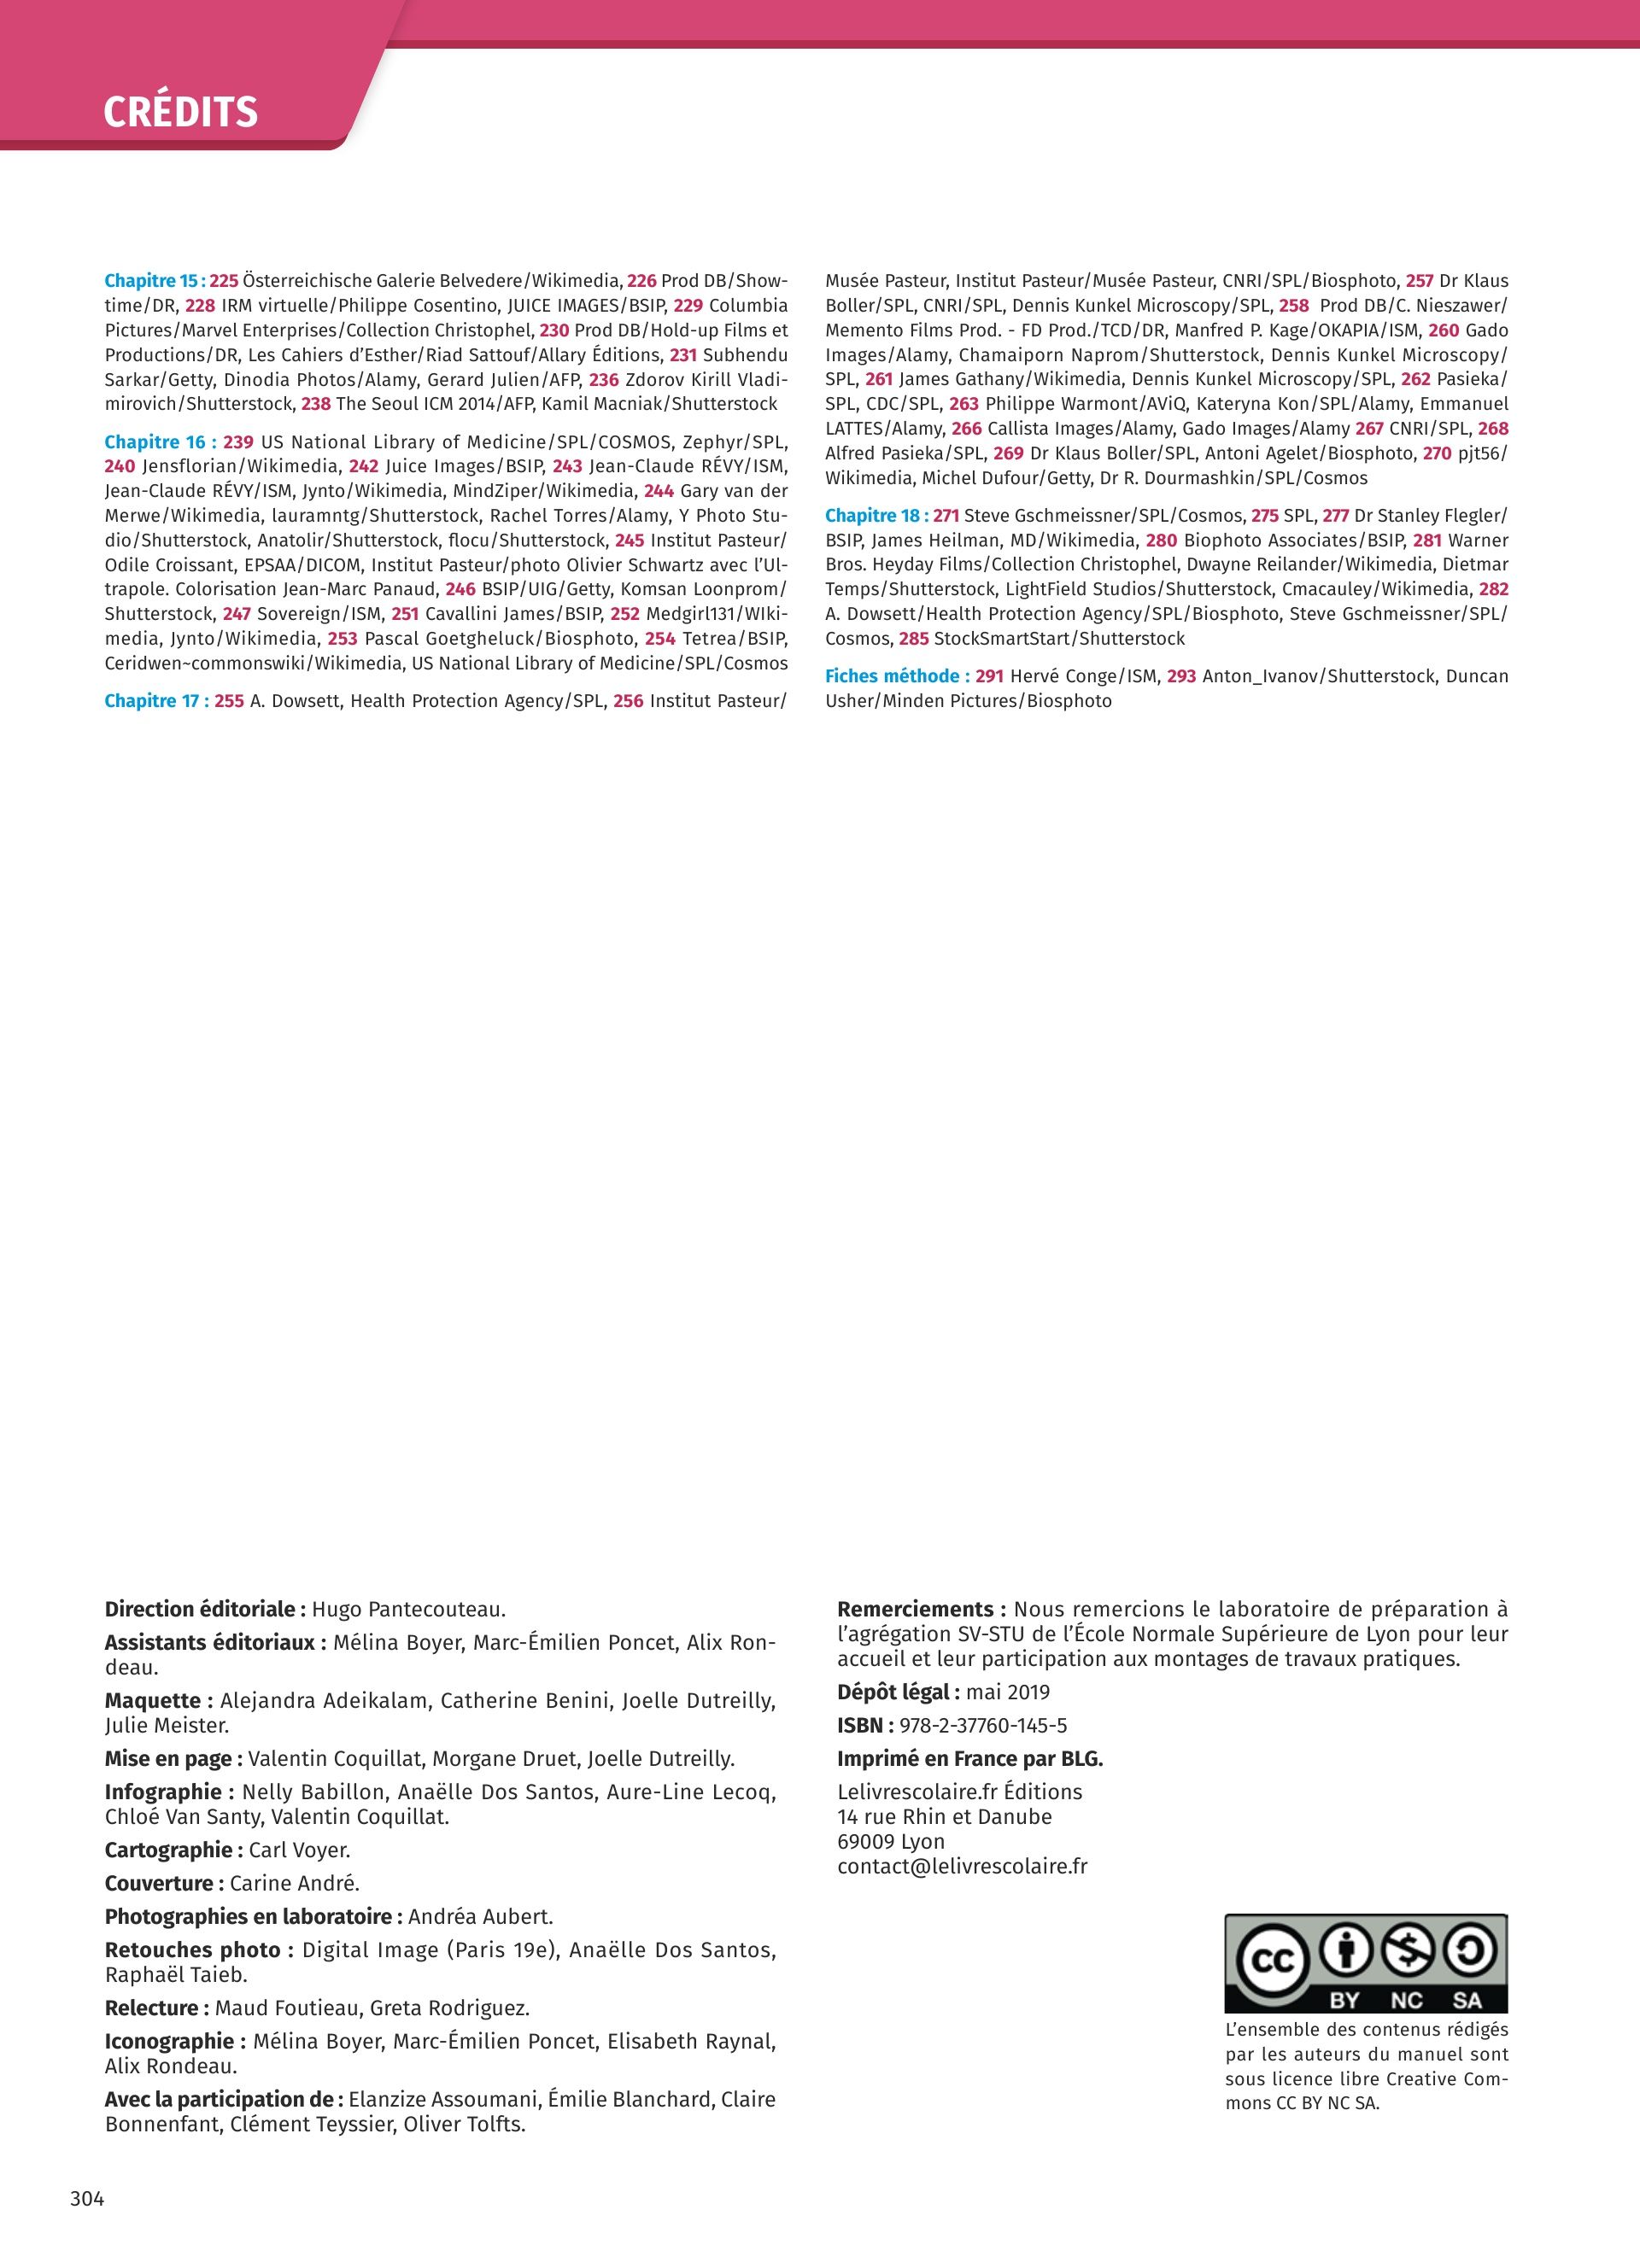 CRÉDITS
Chapitre 15 : 225 Österreichische Galerie Belvedere/Wikimedia, 226 Prod DB/Show-
time/DR, 228 IRM virtuelle/Philippe Cosentino, JUICE IMAGES/BSIP, 229 Columbia
Pictures/Marvel Enterprises/Collection Christophel, 230 Prod DB/Hold-up Films et
Productions/DR, Les Cahiers d’Esther/Riad Sattouf/Allary Éditions, 231 Subhendu
Sarkar/Getty, Dinodia Photos/Alamy, Gerard Julien/AFP, 236 Zdorov Kirill Vladi-
mirovich/Shutterstock, 238 The Seoul ICM 2014/AFP, Kamil Macniak/Shutterstock
Chapitre 16 : 239 US National Library of Medicine/SPL/COSMOS, Zephyr/SPL,
240 Jensflorian/Wikimedia, 242 Juice Images/BSIP, 243 Jean-Claude RÉVY/ISM,
Jean-Claude RÉVY/ISM, Jynto/Wikimedia, MindZiper/Wikimedia, 244 Gary van der
Merwe/Wikimedia, lauramntg/Shutterstock, Rachel Torres/Alamy, Y Photo Stu-
dio/Shutterstock, Anatolir/Shutterstock, flocu/Shutterstock, 245 Institut Pasteur/
Odile Croissant, EPSAA/DICOM, Institut Pasteur/photo Olivier Schwartz avec l’Ul-
trapole. Colorisation Jean-Marc Panaud, 246 BSIP/UIG/Getty, Komsan Loonprom/
Shutterstock, 247 Sovereign/ISM, 251 Cavallini James/BSIP, 252 Medgirl131/WIki-
media, Jynto/Wikimedia, 253 Pascal Goetgheluck/Biosphoto, 254 Tetrea/BSIP,
Ceridwen~commonswiki/Wikimedia, US National Library of Medicine/SPL/Cosmos
Chapitre 17 : 255 A. Dowsett, Health Protection Agency/SPL, 256 Institut Pasteur/
Musée Pasteur, Institut Pasteur/Musée Pasteur, CNRI/SPL/Biosphoto, 257 Dr Klaus
Boller/SPL, CNRI/SPL, Dennis Kunkel Microscopy/SPL, 258 Prod DB/C. Nieszawer/
Memento Films Prod. - FD Prod./TCD/DR, Manfred P. Kage/OKAPIA/ISM, 260 Gado
Images/Alamy, Chamaiporn Naprom/Shutterstock, Dennis Kunkel Microscopy/
SPL, 261 James Gathany/Wikimedia, Dennis Kunkel Microscopy/SPL, 262 Pasieka/
SPL, CDC/SPL, 263 Philippe Warmont/AViQ, Kateryna Kon/SPL/Alamy, Emmanuel
LATTES/Alamy, 266 Callista Images/Alamy, Gado Images/Alamy 267 CNRI/SPL, 268
Alfred Pasieka/SPL, 269 Dr Klaus Boller/SPL, Antoni Agelet/Biosphoto, 270 pjt56/
Wikimedia, Michel Dufour/Getty, Dr R. Dourmashkin/SPL/Cosmos
Chapitre 18 : 271 Steve Gschmeissner/SPL/Cosmos, 275 SPL, 277 Dr Stanley Flegler/
BSIP, James Heilman, MD/Wikimedia, 280 Biophoto Associates/BSIP, 281 Warner
Bros. Heyday Films/Collection Christophel, Dwayne Reilander/Wikimedia, Dietmar
Temps/Shutterstock, LightField Studios/Shutterstock, Cmacauley/Wikimedia, 282
A. Dowsett/Health Protection Agency/SPL/Biosphoto, Steve Gschmeissner/SPL/
Cosmos, 285 StockSmartStart/Shutterstock
Fiches méthode : 291 Hervé Conge/ISM, 293 Anton_Ivanov/Shutterstock, Duncan
Usher/Minden Pictures/Biosphoto
Direction éditoriale : Hugo Pantecouteau.
Assistants éditoriaux : Mélina Boyer, Marc-Émilien Poncet, Alix Ron-
deau.
Maquette : Alejandra Adeikalam, Catherine Benini, Joelle Dutreilly,
Julie Meister.
Mise en page : Valentin Coquillat, Morgane Druet, Joelle Dutreilly.
Infographie : Nelly Babillon, Anaëlle Dos Santos, Aure-Line Lecoq,
Chloé Van Santy, Valentin Coquillat.
Cartographie : Carl Voyer.
Couverture : Carine André.
Photographies en laboratoire : Andréa Aubert.
Retouches photo : Digital Image (Paris 19e), Anaëlle Dos Santos,
Raphaël Taieb.
Relecture : Maud Foutieau, Greta Rodriguez.
Iconographie : Mélina Boyer, Marc-Émilien Poncet, Elisabeth Raynal,
Alix Rondeau.
Avec la participation de : Elanzize Assoumani, Émilie Blanchard, Claire
Bonnenfant, Clément Teyssier, Oliver Tolfts.
Remerciements : Nous remercions le laboratoire de préparation à
l’agrégation SV-STU de l’École Normale Supérieure de Lyon pour leur
accueil et leur participation aux montages de travaux pratiques.
Dépôt légal : mai 2019
ISBN : 978-2-37760-145-5
Imprimé en France par BLG.
Lelivrescolaire.fr Éditions
14 rue Rhin et Danube
69009 Lyon
contact@lelivrescolaire.fr
cc
BY NC SA
L’ensemble des contenus rédigés
par les auteurs du manuel sont
sous licence libre Creative Com-
mons CC BY NC SA.
304